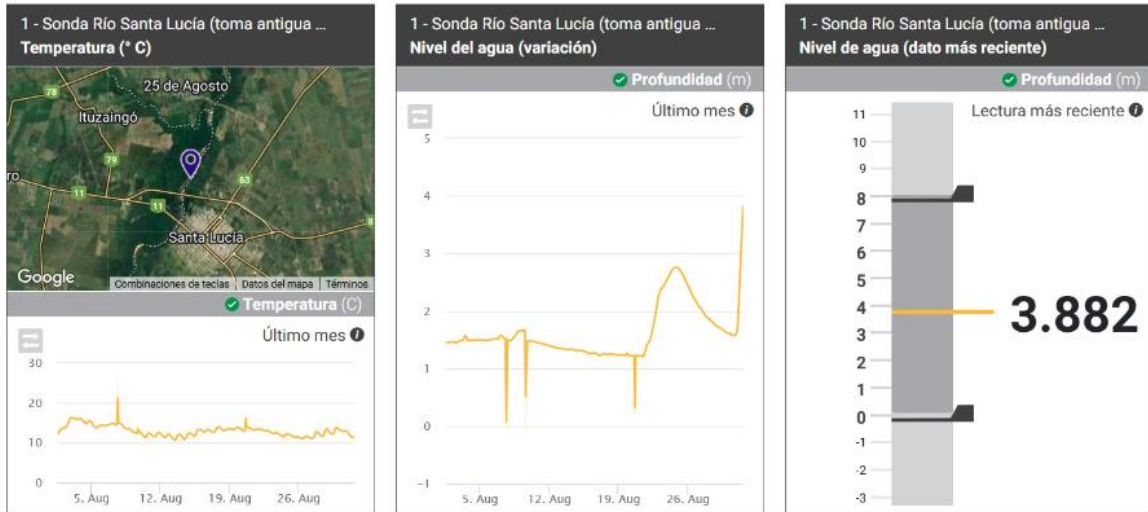 1 - Sonda Río Santa Lucía (toma antigua ...
Temperatura (° C)
25 de Agosto
78
Ituzaingó
79
ro
11
63
11
8
Santa Lucía
Google
Combinaciones de teclas
Datos del mapa
Términos
Temperatura (C)
Último mes
30
20
10
0
5. Aug
12. Aug
19. Aug
26. Aug
1 - Sonda Río Santa Lucía (toma antigua ...
Nivel del agua (variación)
Profundidad (m)
Último mes
5
4
3
2
1
0
-1
5. Aug
12. Aug
19. Aug
26. Aug
1 - Sonda Río Santa Lucía (toma antigua ...
Nivel de agua (dato más reciente)
Profundidad (m)
Lectura más reciente
11
10
9
8
7
6
5
4
3
2
1
0
-1
-2
-3
3.882